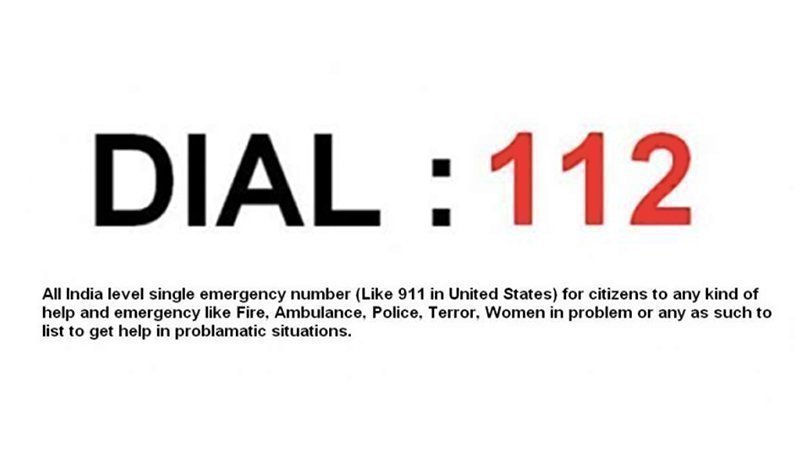 DIAL : 112
All India level single emergency number (Like 911 in United States) for citizens to any kind of
help and emergency like Fire, Ambulance, Police, Terror, Women in problem or any as such to
list to get help in problamatic situations.